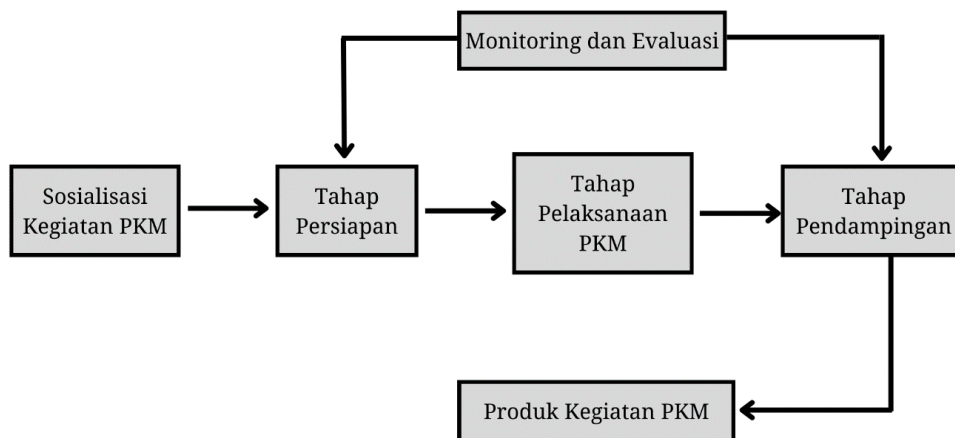 Monitoring dan Evaluasi
Sosialisasi
Kegiatan PKM
Tahap
Persiapan
Tahap
Pelaksanaan
PKM
Tahap
Pendampingan
Produk Kegiatan PKM